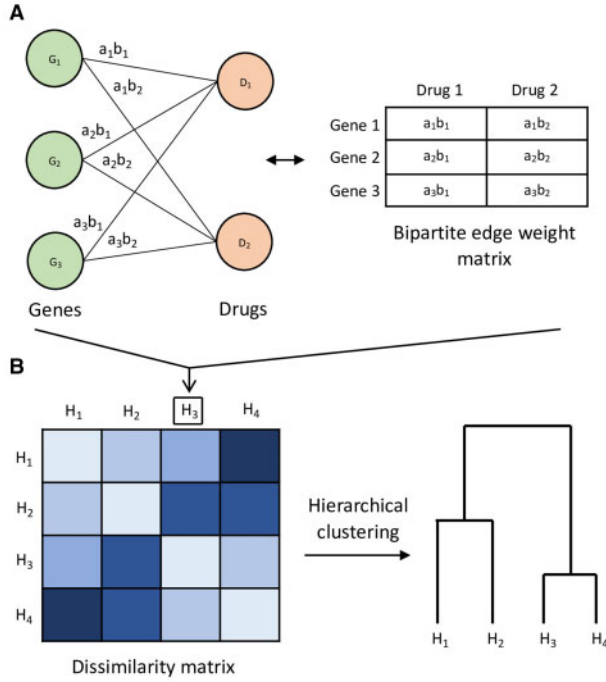 A
G₁
a₁b₁
a₁b₂
D₁
G₂
a₂b₁
a₂b₂
G₃
a₃b₁
a₃b₂
D₂
Genes
Drugs
Drug 1 Drug 2
Gene 1 a₁b₁ a₁b₂
Gene 2 a₂b₁ a₂b₂
Gene 3 a₃b₁ a₃b₂
Bipartite edge weight
matrix
B
H₁ H₂ H₃ H₄
H₁
H₂
H₃
H₄
Dissimilarity matrix
Hierarchical
clustering
H₁ H₂ H₃ H₄